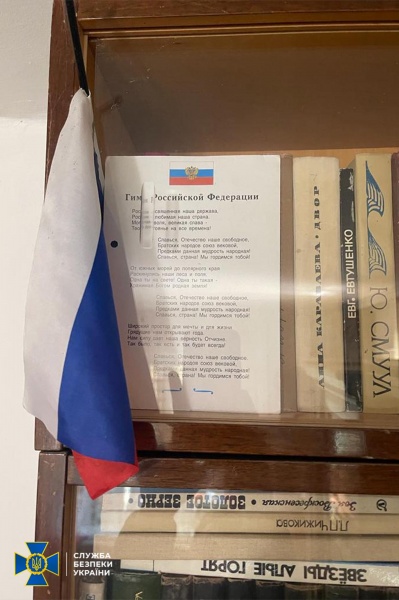 Гимн Российской Федерации
Россия священная наша держава,
Россия любимая наша страна.
Могучая воля, великая слава -
Твоё достоянье на все времена!
Славься, Отечество наше свободное,
Братских народов союз вековой,
Предками данная мудрость народная!
Славься, страна! Мы гордимся тобой!
От южных морей до полярного края
Раскинулись наши леса и поля.
Одна ты на свете! Одна ты такая -
Хранимая Богом родная земля!
Славься, Отечество наше свободное,
Братских народов союз вековой,
Предками данная мудрость народная!
Славься, страна! Мы гордимся тобой!
Широкий простор для мечты и для жизни
Грядущие нам открывают года.
Нам силу даёт наша верность Отчизне.
Так было, так есть и так будет всегда!
Славься, Отечество наше свободное,
Братских народов союз вековой,
Предками данная мудрость народная!
Славься, страна! Мы гордимся тобой!
АННА КАРАВАЕВА · ДВОР
ЕВГ. ЕВТУШЕНКО
Ю. СМУУЛ
ЗОЛОТОЕ ЗЕРНО • Зоя Воскресенская
Л.П.ЧИЖИКОВА
ЗВЁЗДЫ АЛЫЕ ГОРЯТ
СЛУЖБА
БЕЗПЕКИ
УКРАЇНИ